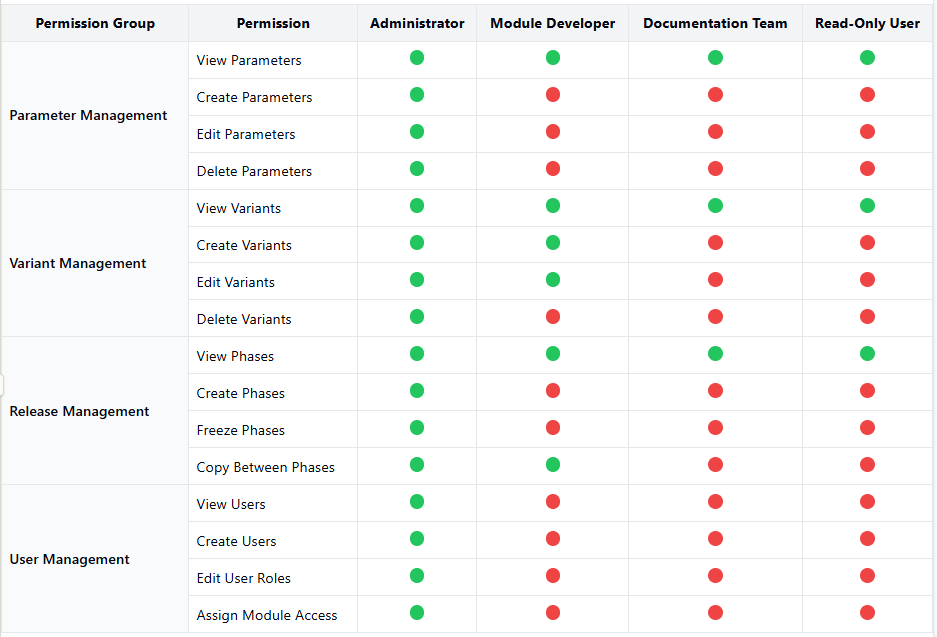 Permission Group Permission Administrator Module Developer Documentation Team Read-Only User
Parameter Management
View Parameters
Create Parameters
Edit Parameters
Delete Parameters
Variant Management
View Variants
Create Variants
Edit Variants
Delete Variants
Release Management
View Phases
Create Phases
Freeze Phases
Copy Between Phases
User Management
View Users
Create Users
Edit User Roles
Assign Module Access